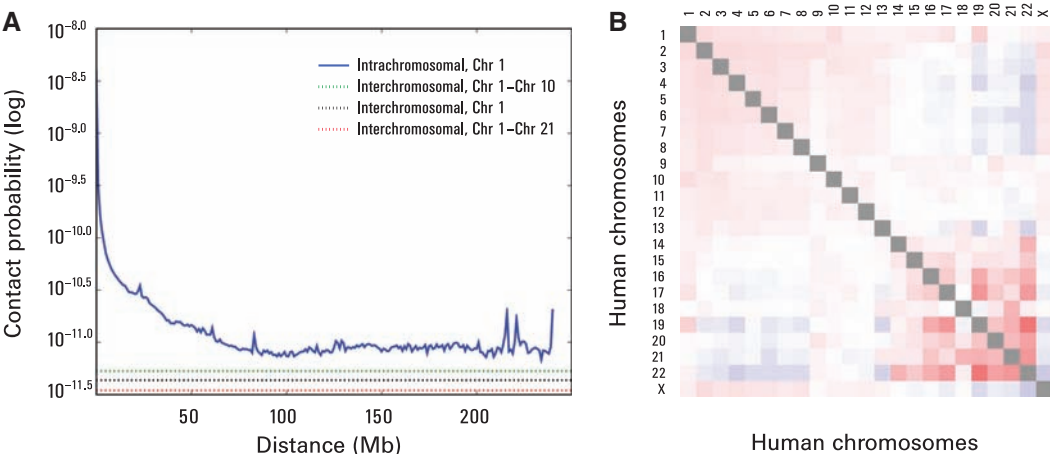 A
Contact probability (log)
10-8.0
10-8.5
10-9.0
10-9.5
10-10.0
10-10.5
10-11.0
10-11.5
Intrachromosomal, Chr 1
Interchromosomal, Chr 1–Chr 10
Interchromosomal, Chr 1
Interchromosomal, Chr 1–Chr 21
50 100 150 200
Distance (Mb)
B
1 2 3 4 5 6 7 8 9 10 11 12 13 14 15 16 17 18 19 20 21 22 X
Human chromosomes
1
2
3
4
5
6
7
8
9
10
11
12
13
14
15
16
17
18
19
20
21
22
X
Human chromosomes